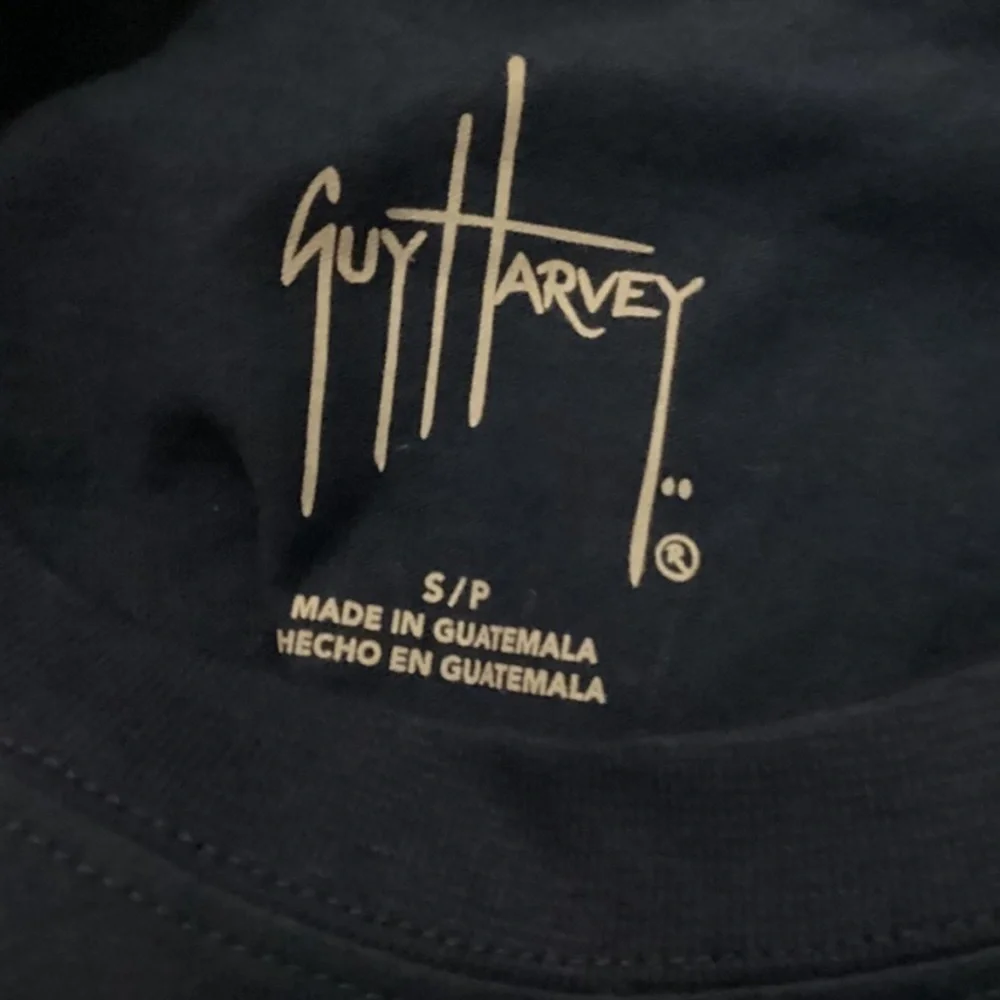 GUY HARVEY
®
S/P
MADE IN GUATEMALA
HECHO EN GUATEMALA